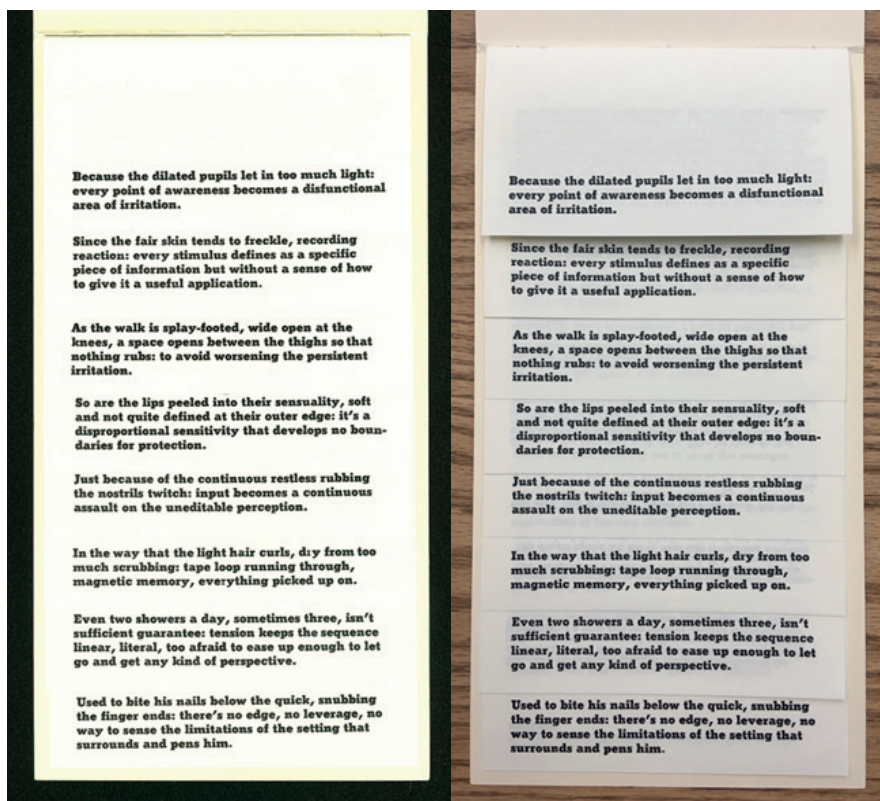 Because the dilated pupils let in too much light:
every point of awareness becomes a disfunctional
area of irritation.
Since the fair skin tends to freckle, recording
reaction: every stimulus defines as a specific
piece of information but without a sense of how
to give it a useful application.
As the walk is splay-footed, wide open at the
knees, a space opens between the thighs so that
nothing rubs: to avoid worsening the persistent
irritation.
So are the lips peeled into their sensuality, soft
and not quite defined at their outer edge: it's a
disproportional sensitivity that develops no boun-
daries for protection.
Just because of the continuous restless rubbing
the nostrils twitch: input becomes a continuous
assault on the uneditable perception.
In the way that the light hair curls, dry from too
much scrubbing: tape loop running through,
magnetic memory, everything picked up on.
Even two showers a day, sometimes three, isn't
sufficient guarantee: tension keeps the sequence
linear, literal, too afraid to ease up enough to let
go and get any kind of perspective.
Used to bite his nails below the quick, snubbing
the finger ends: there's no edge, no leverage, no
way to sense the limitations of the setting that
surrounds and pens him.
Because the dilated pupils let in too much light:
every point of awareness becomes a disfunctional
area of irritation.
Since the fair skin tends to freckle, recording
reaction: every stimulus defines as a specific
piece of information but without a sense of how
to give it a useful application.
As the walk is splay-footed, wide open at the
knees, a space opens between the thighs so that
nothing rubs: to avoid worsening the persistent
irritation.
So are the lips peeled into their sensuality, soft
and not quite defined at their outer edge: it's a
disproportional sensitivity that develops no boun-
daries for protection.
Just because of the continuous restless rubbing
the nostrils twitch: input becomes a continuous
assault on the uneditable perception.
In the way that the light hair curls, dry from too
much scrubbing: tape loop running through,
magnetic memory, everything picked up on.
Even two showers a day, sometimes three, isn't
sufficient guarantee: tension keeps the sequence
linear, literal, too afraid to ease up enough to let
go and get any kind of perspective.
Used to bite his nails below the quick, snubbing
the finger ends: there's no edge, no leverage, no
way to sense the limitations of the setting that
surrounds and pens him.